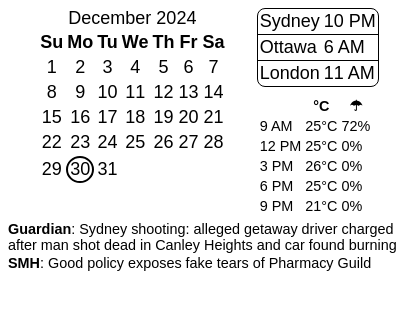 December 2024
Su Mo Tu We Th Fr Sa
1 2 3 4 5 6 7
8 9 10 11 12 13 14
15 16 17 18 19 20 21
22 23 24 25 26 27 28
29 30 31
Sydney 10 PM
Ottawa 6 AM
London 11 AM
°C ☂
9 AM 25°C 72%
12 PM 25°C 0%
3 PM 26°C 0%
6 PM 25°C 0%
9 PM 21°C 0%
Guardian: Sydney shooting: alleged getaway driver charged
after man shot dead in Canley Heights and car found burning
SMH: Good policy exposes fake tears of Pharmacy Guild